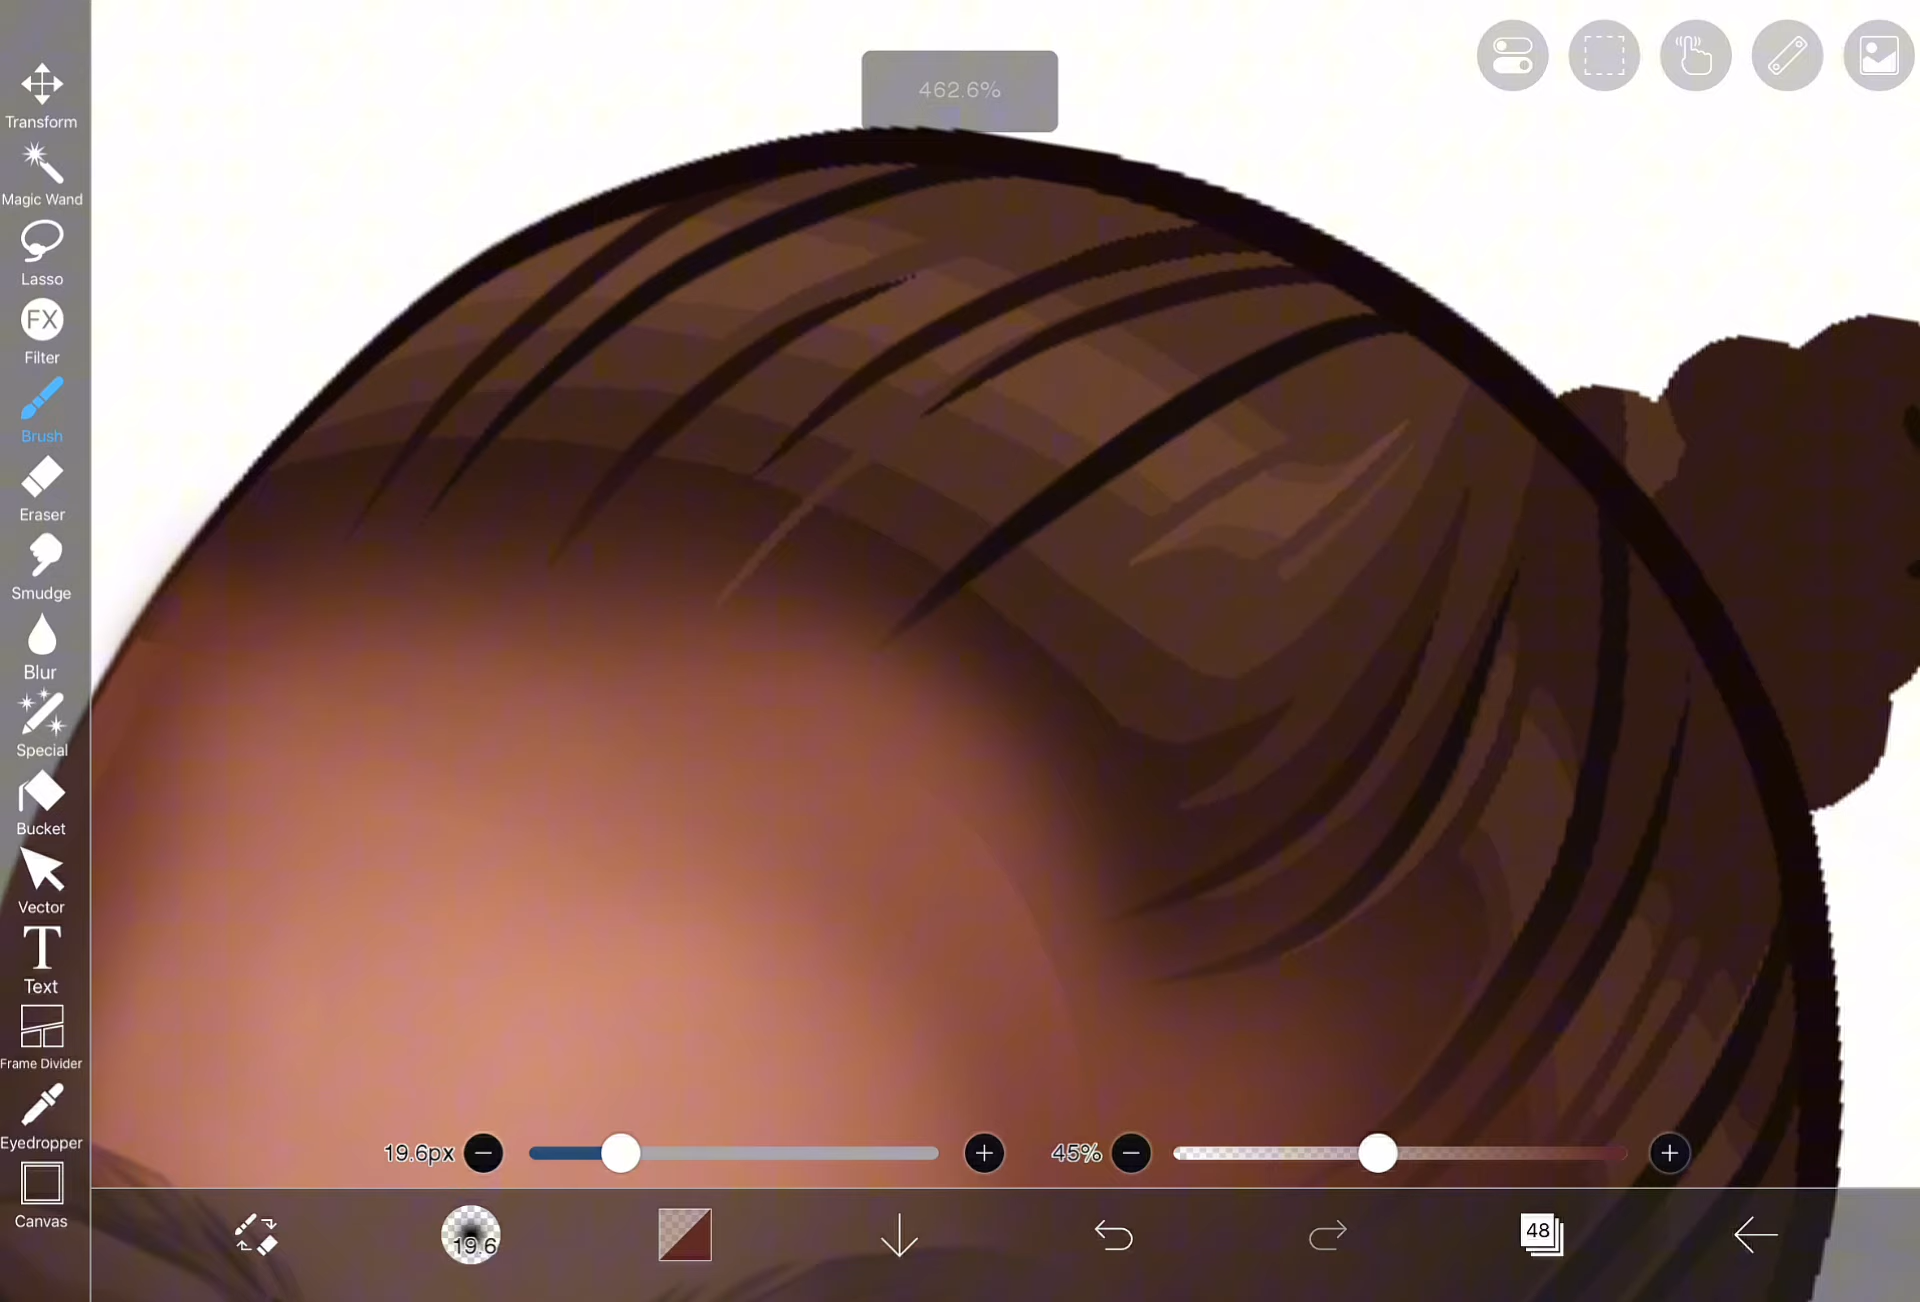 462.6%
Transform
Magic Wand
Lasso
FX
Filter
Brush
Eraser
Smudge
Blur
Special
Bucket
Vector
T
Text
Frame Divider
Eyedropper
Canvas
19.6px
45%
19.6
48